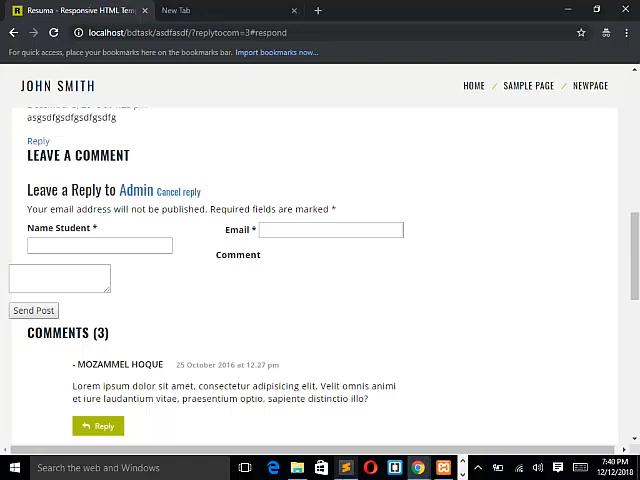 Resuma - Responsive HTML Tem
New Tab
localhost/bdtask/asdfasdf/?replytocom=3#respond
For quick access, place your bookmarks here on the bookmarks bar. Import bookmarks now...
JOHN SMITH
HOME / SAMPLE PAGE / NEWPAGE
asgsdfgsdfgsdfgsdfg
Reply
LEAVE A COMMENT
Leave a Reply to Admin Cancel reply
Your email address will not be published. Required fields are marked *
Name Student *
Email *
Comment
Send Post
COMMENTS (3)
- MOZAMMEL HOQUE 25 October 2016 at 12.27 pm
Lorem ipsum dolor sit amet, consectetur adipisicing elit. Velit omnis animi
et iure laudantium vitae, praesentium optio, sapiente distinctio illo?
Reply
Search the web and Windows
7:40 PM
12/12/2018